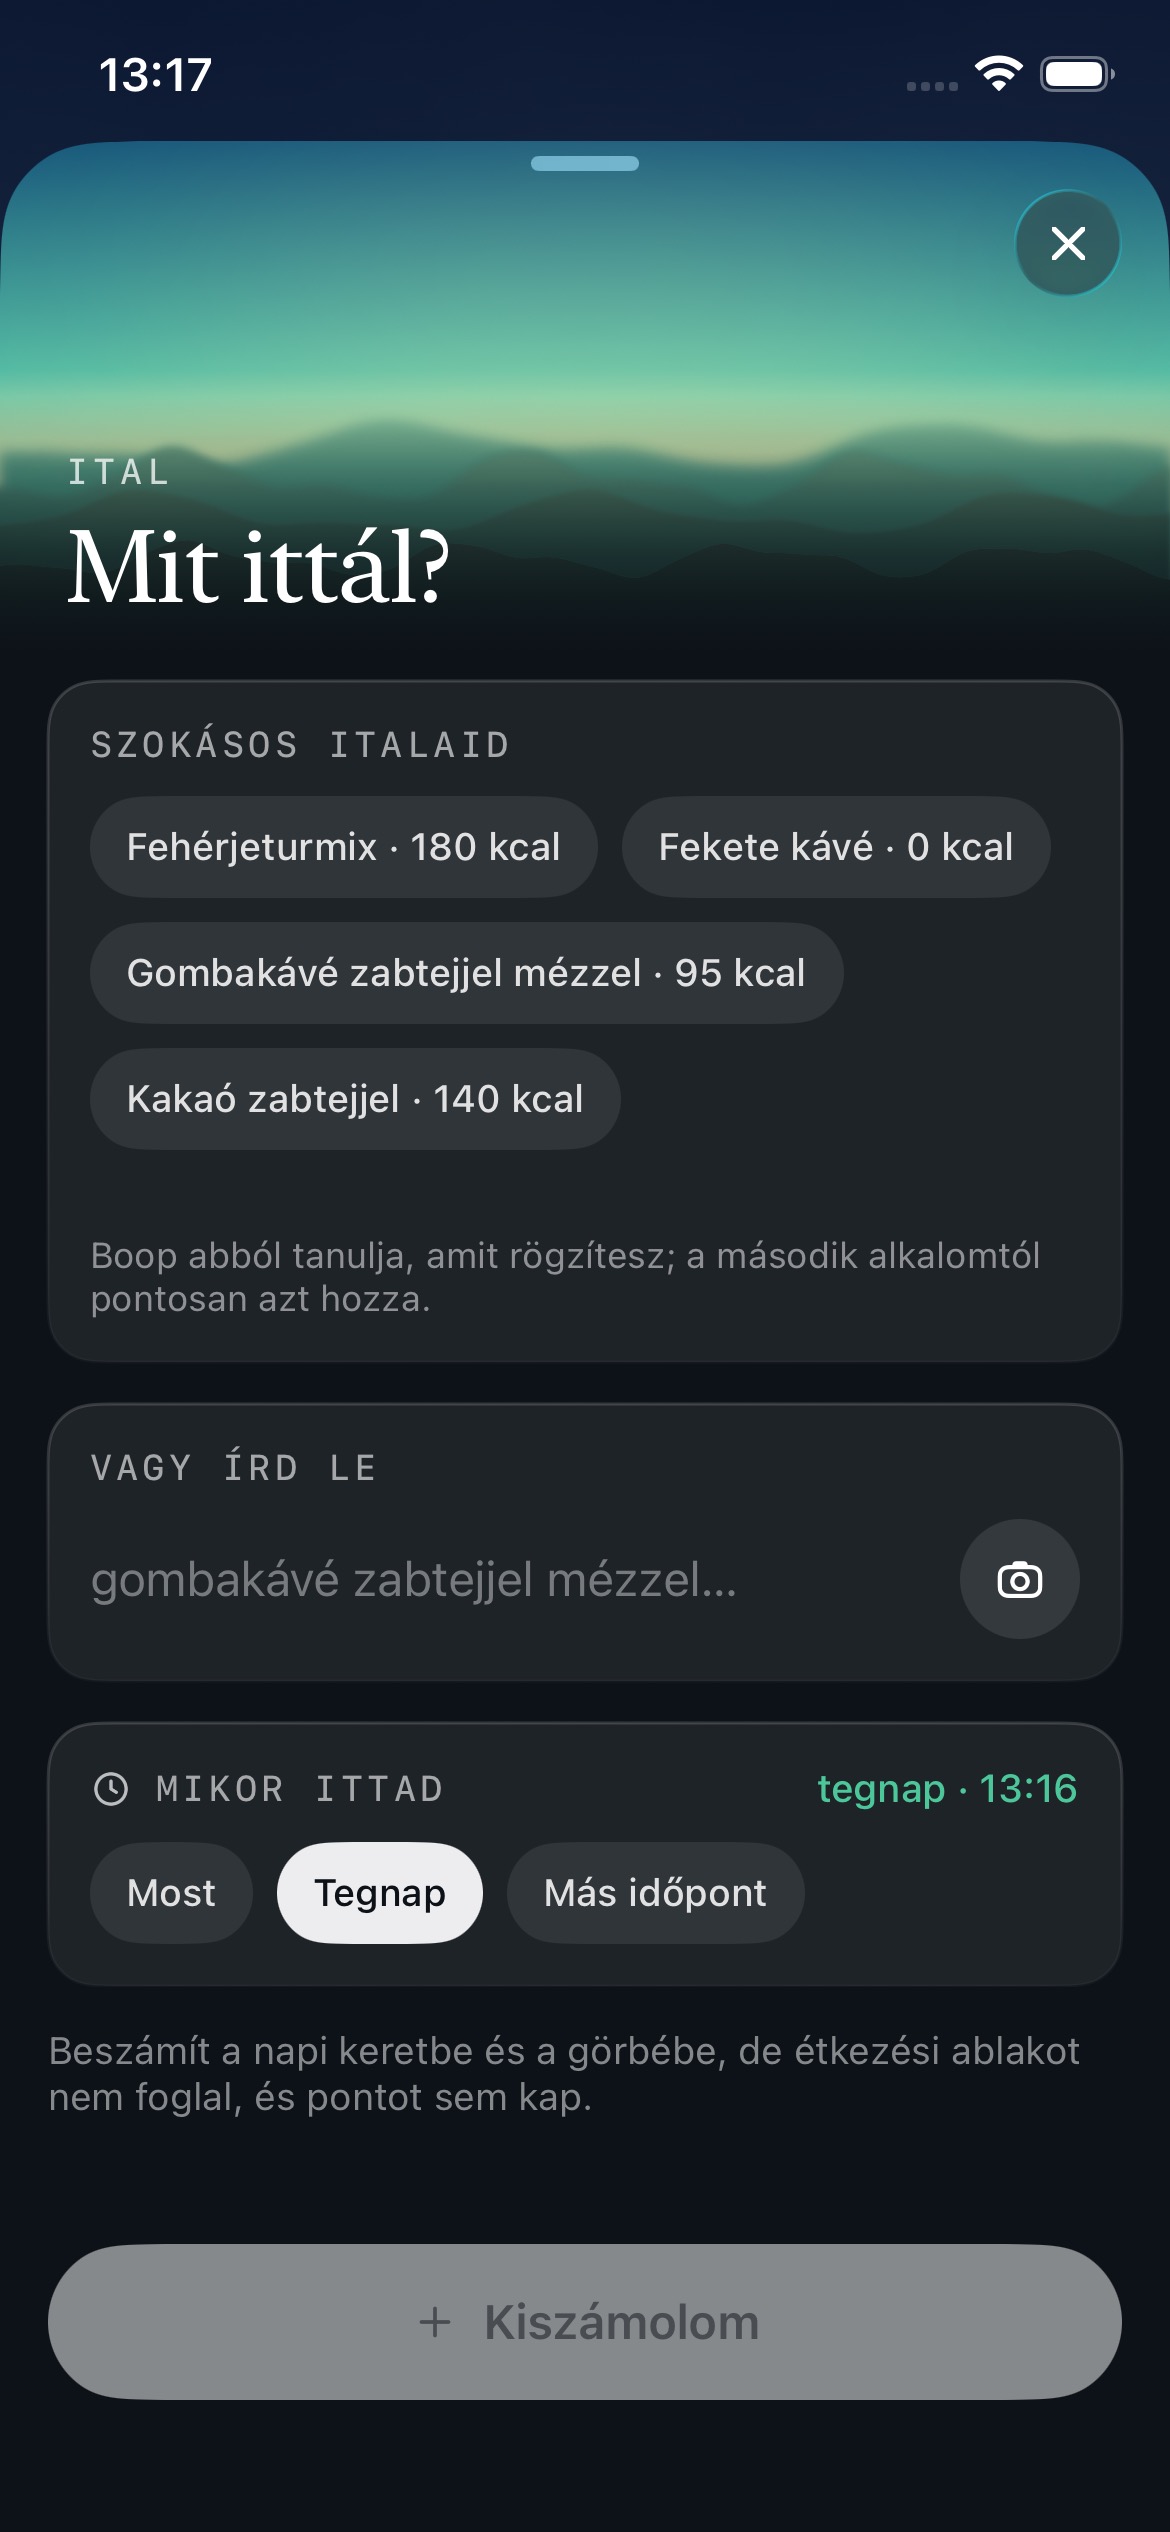 13:17
ITAL
Mit ittál?
SZOKÁSOS ITALAID
Fehérjeturmix · 180 kcal
Fekete kávé · 0 kcal
Gombakávé zabtejjel mézzel · 95 kcal
Kakaó zabtejjel · 140 kcal
Boop abból tanulja, amit rögzítesz; a második alkalomtól
pontosan azt hozza.
VAGY ÍRD LE
gombakávé zabtejjel mézzel...
MIKOR ITTAD
tegnap · 13:16
Most
Tegnap
Más időpont
Beszámít a napi keretbe és a görbébe, de étkezési ablakot
nem foglal, és pontot sem kap.
+ Kiszámolom